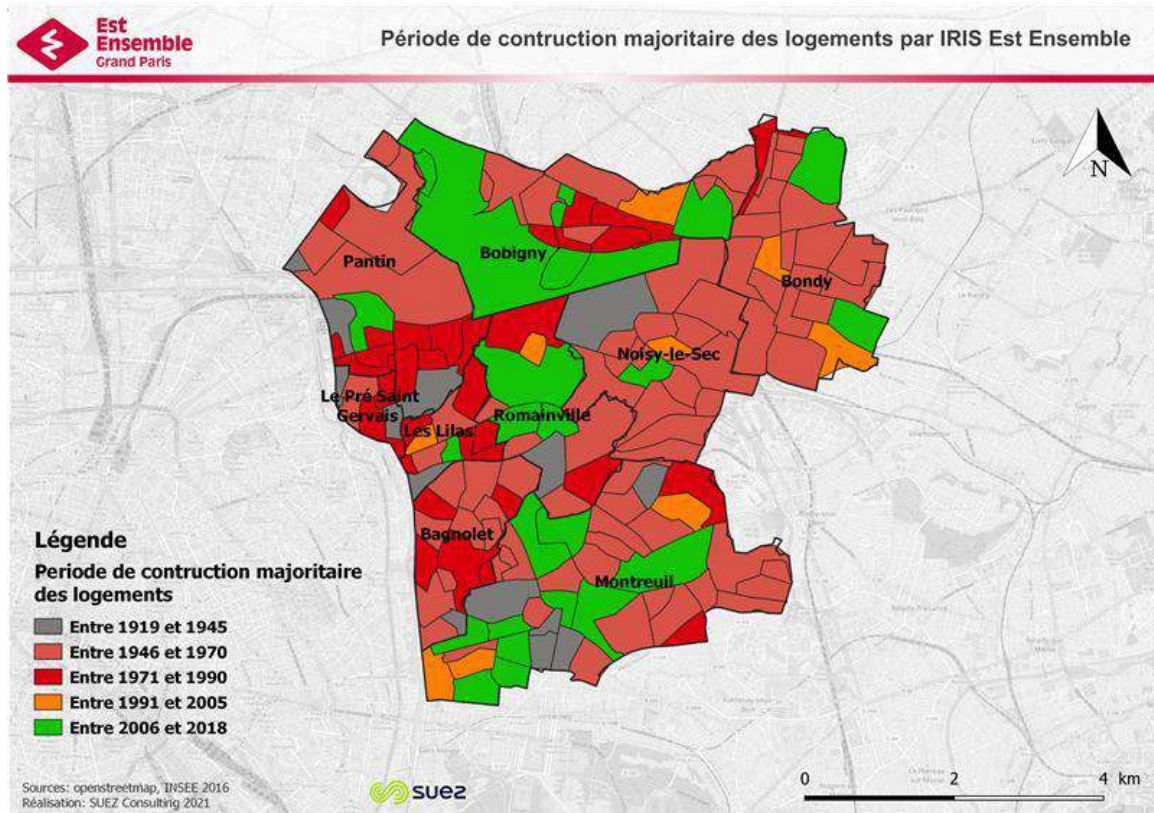 Est
Ensemble
Grand Paris
Période de contruction majoritaire des logements par IRIS Est Ensemble
N
Bobigny
Pantin
Bondy
Noisy-le-Sec
Le Pré Saint
Gervais
Les Lilas
Romainville
Bagnolet
Montreuil
Légende
Periode de contruction majoritaire
des logements
Entre 1919 et 1945
Entre 1946 et 1970
Entre 1971 et 1990
Entre 1991 et 2005
Entre 2006 et 2018
Sources: openstreetmap, INSEE 2016
Réalisation: SUEZ Consulting 2021
suez
0 2 4 km